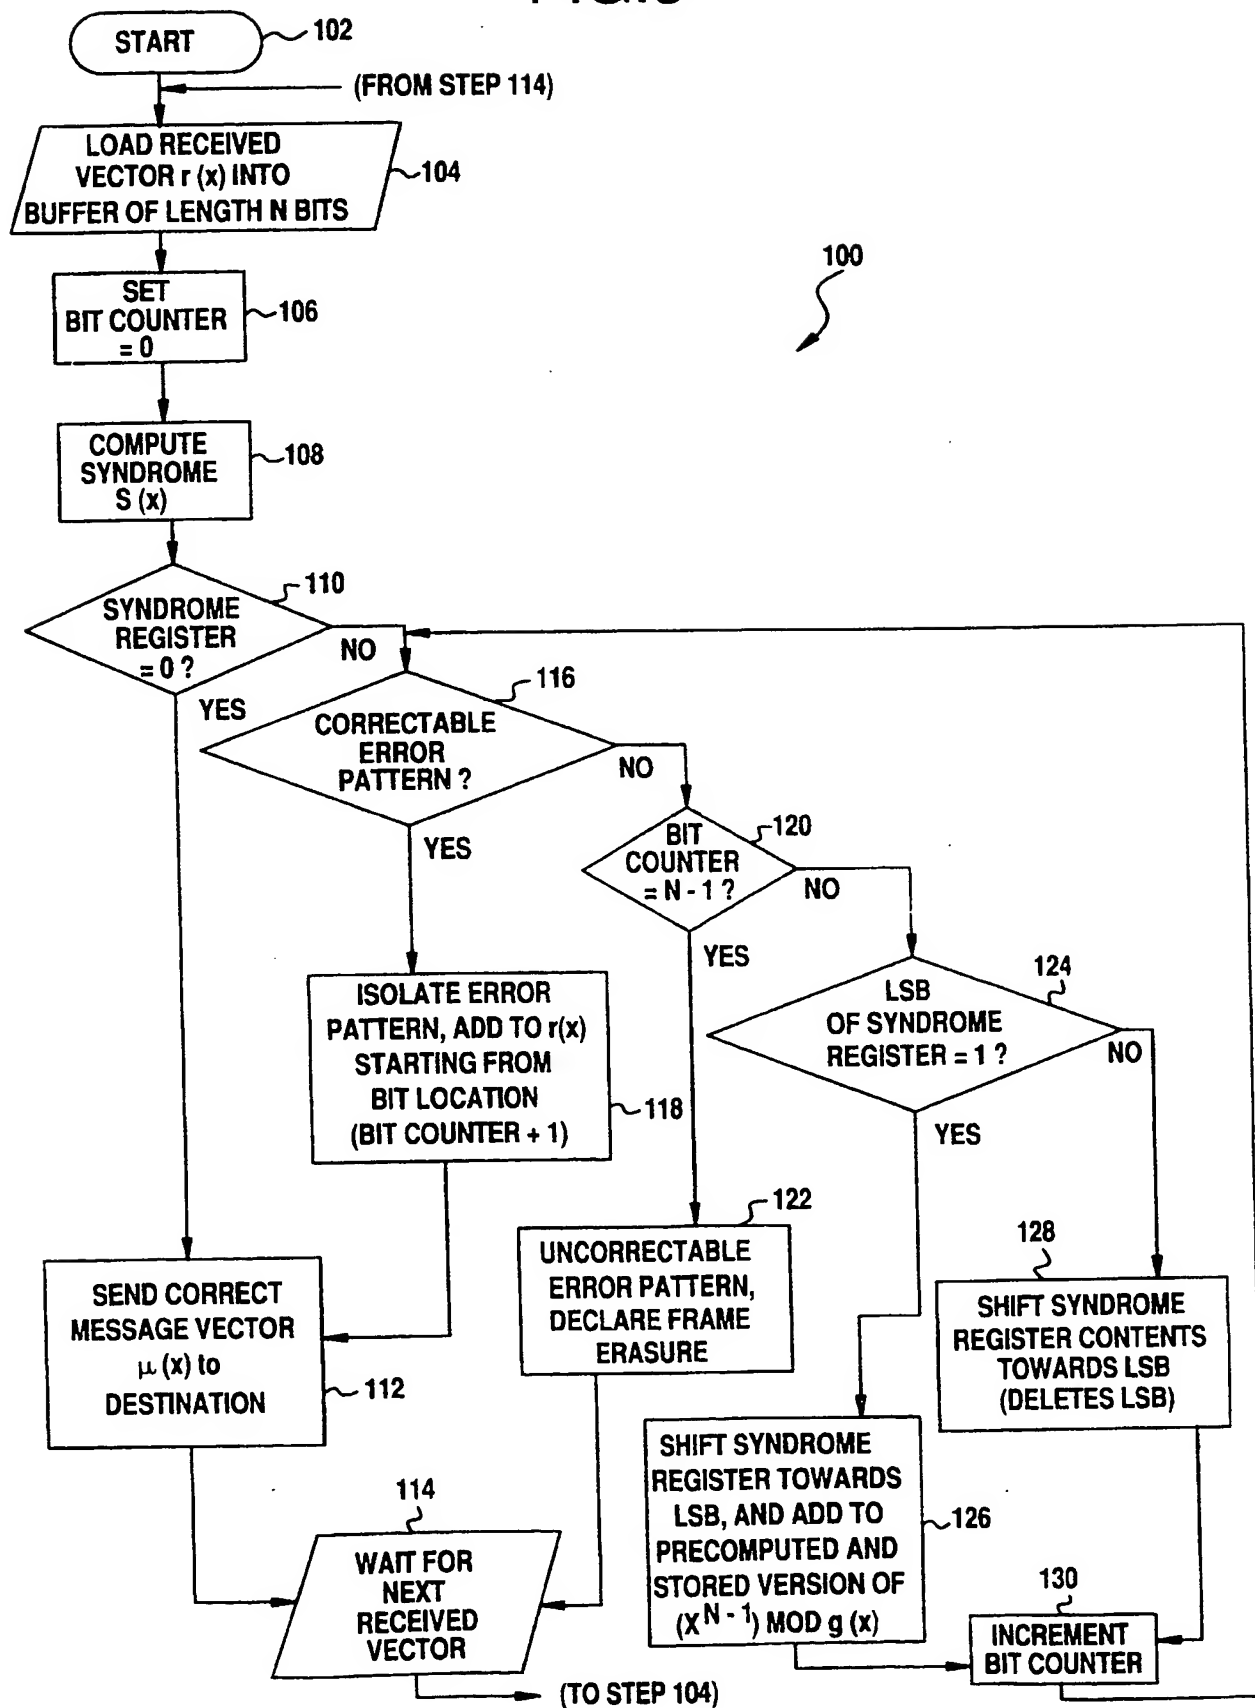 START
102
(FROM STEP 114)
LOAD RECEIVED
VECTOR r (x) INTO
BUFFER OF LENGTH N BITS
104
100
SET
BIT COUNTER
= 0
106
COMPUTE
SYNDROME
S (x)
108
SYNDROME
REGISTER
= 0 ?
110
NO
YES
CORRECTABLE
ERROR
PATTERN ?
116
NO
YES
BIT
COUNTER
= N - 1 ?
120
NO
YES
LSB
OF SYNDROME
REGISTER = 1 ?
124
NO
YES
ISOLATE ERROR
PATTERN, ADD TO r(x)
STARTING FROM
BIT LOCATION
(BIT COUNTER + 1)
118
SEND CORRECT
MESSAGE VECTOR
μ (x) to
DESTINATION
112
UNCORRECTABLE
ERROR PATTERN,
DECLARE FRAME
ERASURE
122
SHIFT SYNDROME
REGISTER CONTENTS
TOWARDS LSB
(DELETES LSB)
128
SHIFT SYNDROME
REGISTER TOWARDS
LSB, AND ADD TO
PRECOMPUTED AND
STORED VERSION OF
(X^N - 1) MOD g (x)
126
114
WAIT FOR
NEXT
RECEIVED
VECTOR
130
INCREMENT
BIT COUNTER
(TO STEP 104)